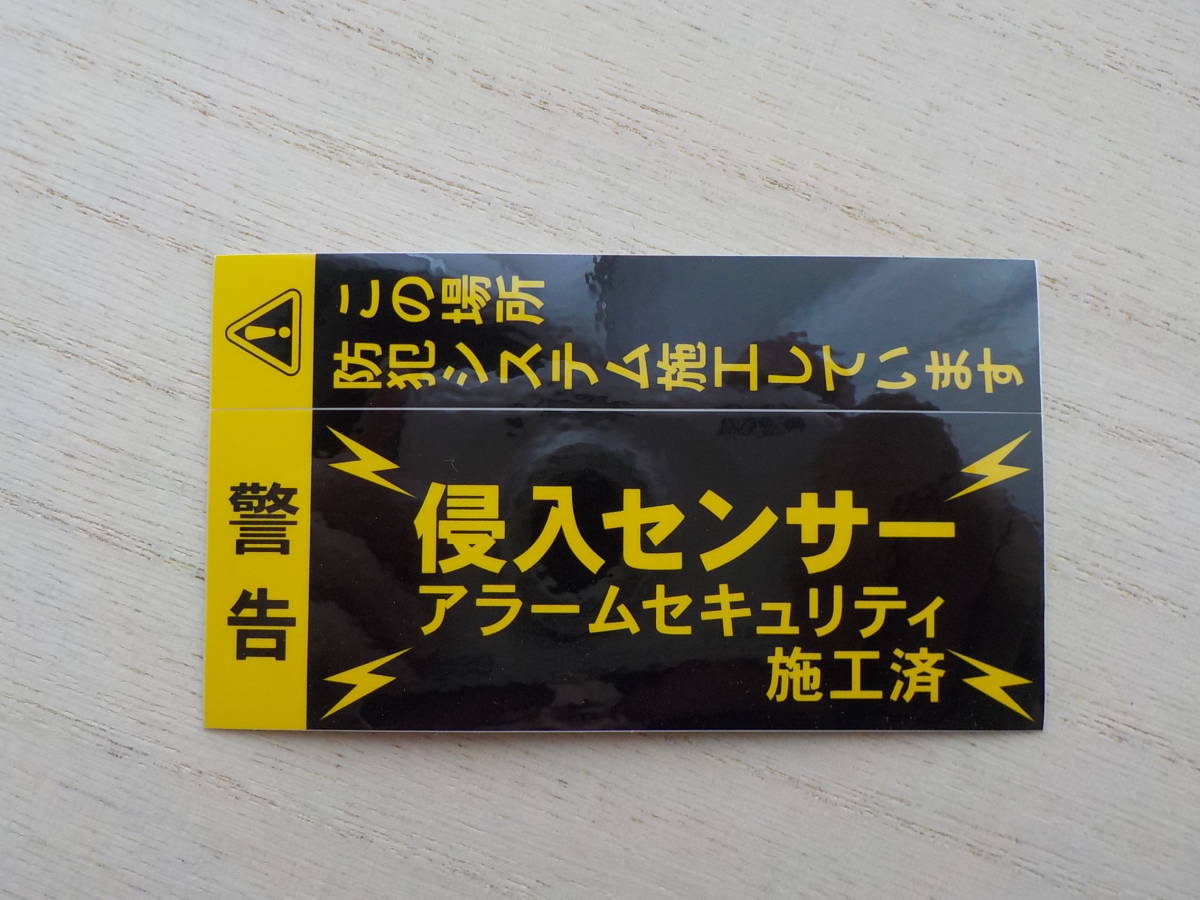 この場所
防犯システム施工しています
警告
侵入センサー
アラームセキュリティ
施工済